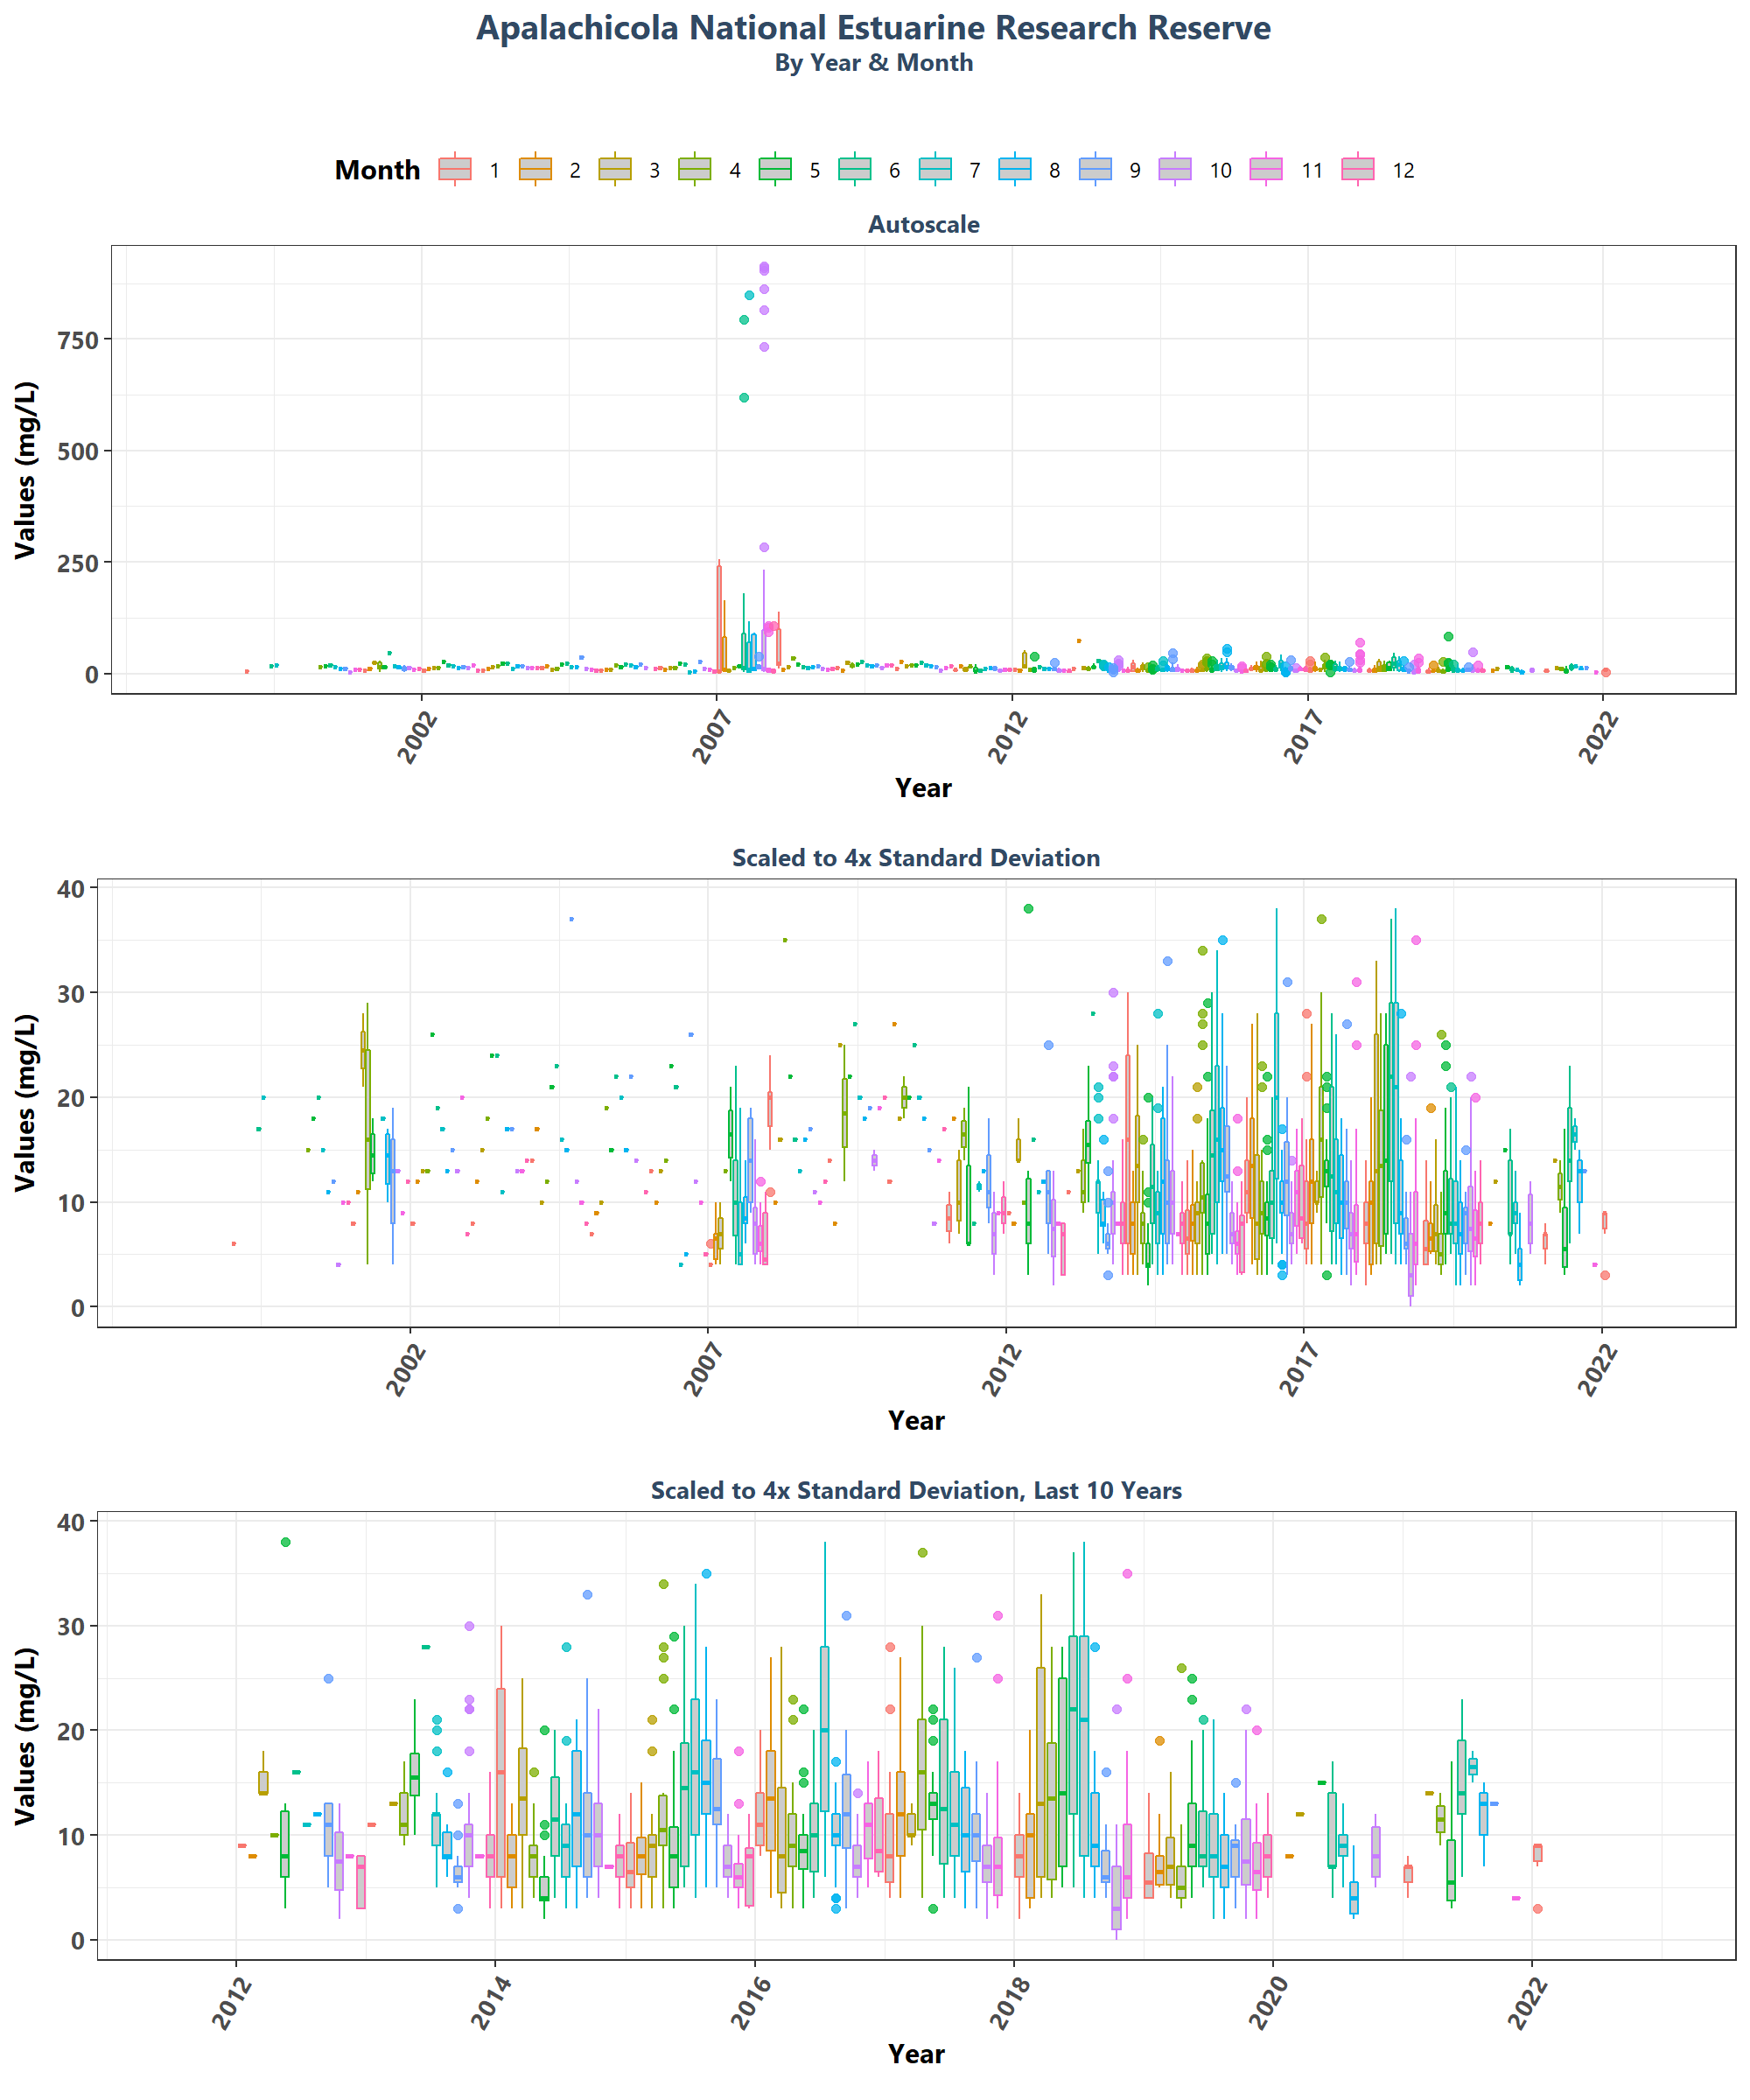 Apalachicola National Estuarine Research Reserve
By Year & Month
Month 1 2 3 4 5 6 7 8 9 10 11 12
Autoscale
Values (mg/L)
750
500
250
0
2002 2007 2012 2017 2022
Year
Scaled to 4x Standard Deviation
Values (mg/L)
40
30
20
10
0
2002 2007 2012 2017 2022
Year
Scaled to 4x Standard Deviation, Last 10 Years
Values (mg/L)
40
30
20
10
0
2012 2014 2016 2018 2020 2022
Year